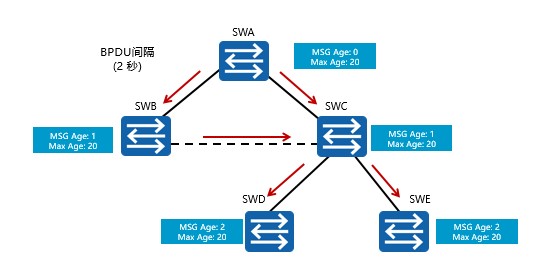 SWA
BPDU间隔
(2 秒)
MSG Age: 0
Max Age: 20
SWB
SWC
MSG Age: 1
Max Age: 20
MSG Age: 1
Max Age: 20
SWD
SWE
MSG Age: 2
Max Age: 20
MSG Age: 2
Max Age: 20